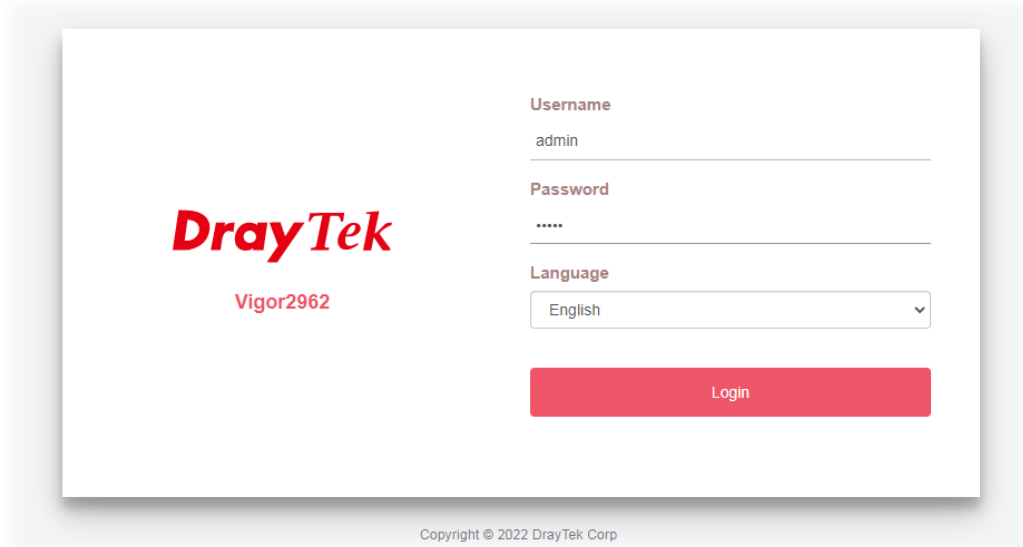 Username
admin
Password
•••••
DrayTek
Vigor2962
Language
English
Login
Copyright © 2022 DrayTek Corp